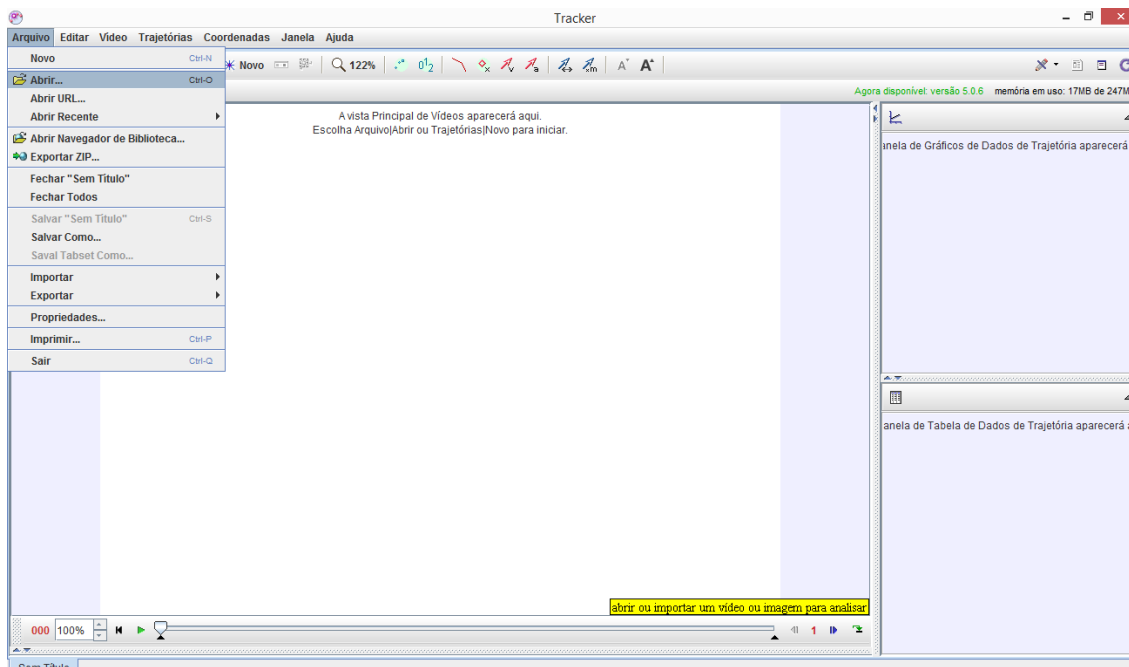 Tracker
Arquivo Editar Video Trajetórias Coordenadas Janela Ajuda
Novo Ctrl-N
Abrir... Ctrl-O
Abrir URL...
Abrir Recente
Abrir Navegador de Biblioteca...
Exportar ZIP...
Fechar "Sem Título"
Fechar Todos
Salvar "Sem Título" Ctrl-S
Salvar Como...
Saval Tabset Como...
Importar
Exportar
Propriedades...
Imprimir... Ctrl-P
Sair Ctrl-Q
Novo 122%
Agora disponível: versão 5.0.6 memória em uso: 17MB de 247M
A vista Principal de Vídeos aparecerá aqui.
Escolha Arquivo|Abrir ou Trajetórias|Novo para iniciar.
anela de Gráficos de Dados de Trajetória aparecerá
anela de Tabela de Dados de Trajetória aparecerá
abrir ou importar um vídeo ou imagem para analisar
000 100% 1
Sem Título